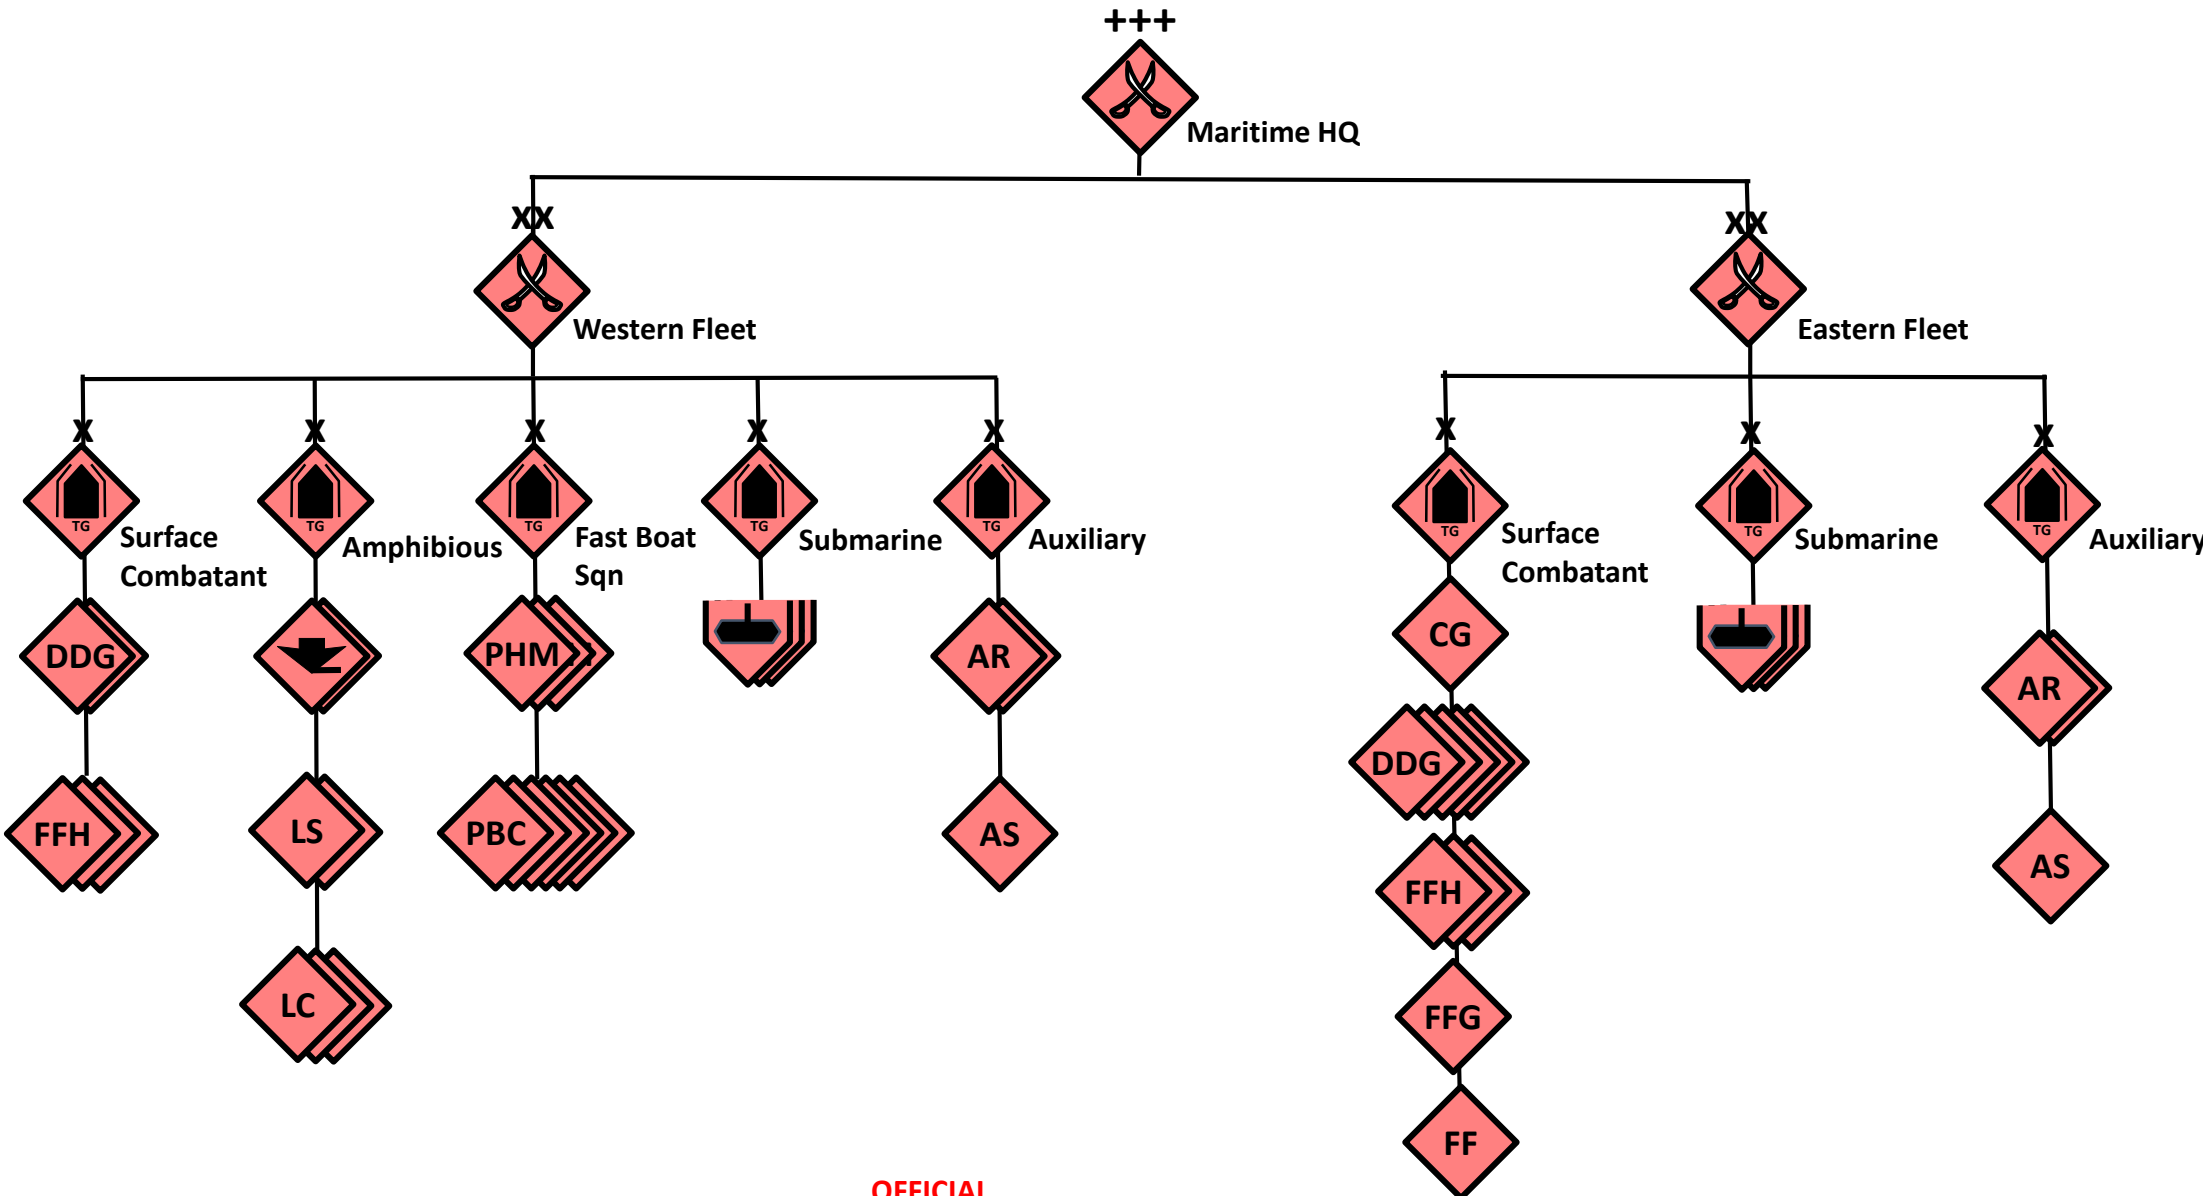 +++
Maritime HQ
XX
XX
Western Fleet
Eastern Fleet
X
X
X
X
X
X
X
X
TG
TG
TG
TG
TG
TG
TG
TG
Surface
Combatant
Amphibious
Fast Boat
Sqn
Submarine
Auxiliary
Surface
Combatant
Submarine
Auxiliary
DDG
PHM
AR
CG
AR
DDG
FFH
LS
PBC
AS
FFH
AS
LC
FFG
FF
OFFICIAL